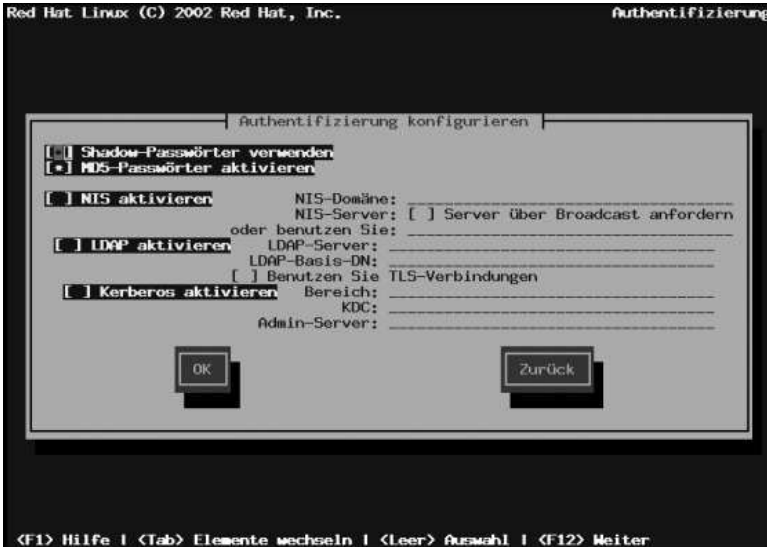 Red Hat Linux (C) 2002 Red Hat, Inc. Authentifizierung
Authentifizierung konfigurieren
[*] Shadow-Passwörter verwenden
[*] MD5-Passwörter aktivieren
[ ] NIS aktivieren NIS-Domäne:
NIS-Server: [ ] Server über Broadcast anfordern
oder benutzen Sie:
[ ] LDAP aktivieren LDAP-Server:
LDAP-Basis-DN:
[ ] Benutzen Sie TLS-Verbindungen
[ ] Kerberos aktivieren Bereich:
KDC:
Admin-Server:
OK Zurück
<F1> Hilfe | <Tab> Elemente wechseln | <Leer> Auswahl | <F12> Weiter